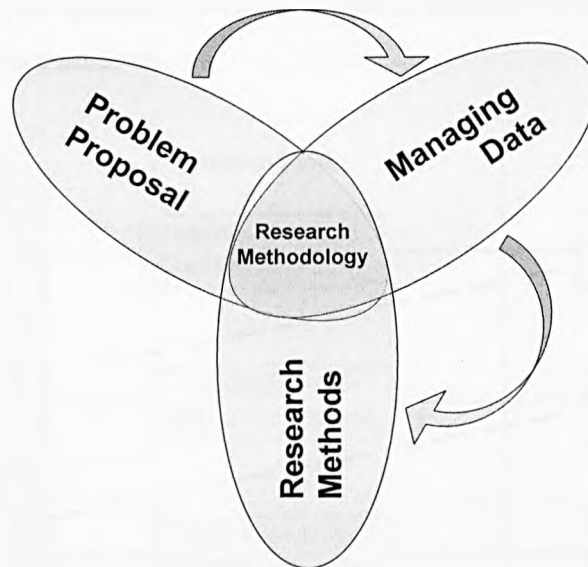 Problem
Proposal
Managing
Data
Research
Methodology
Research
Methods